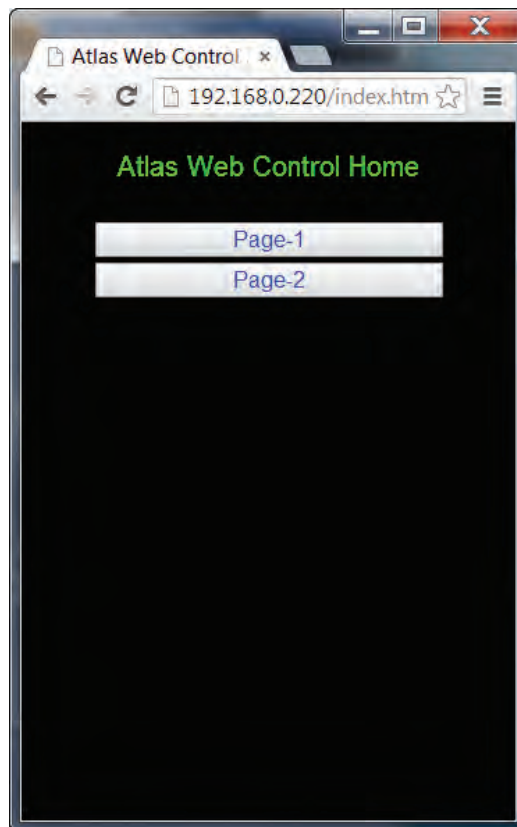 Atlas Web Control
192.168.0.220/index.htm
Atlas Web Control Home
Page-1
Page-2